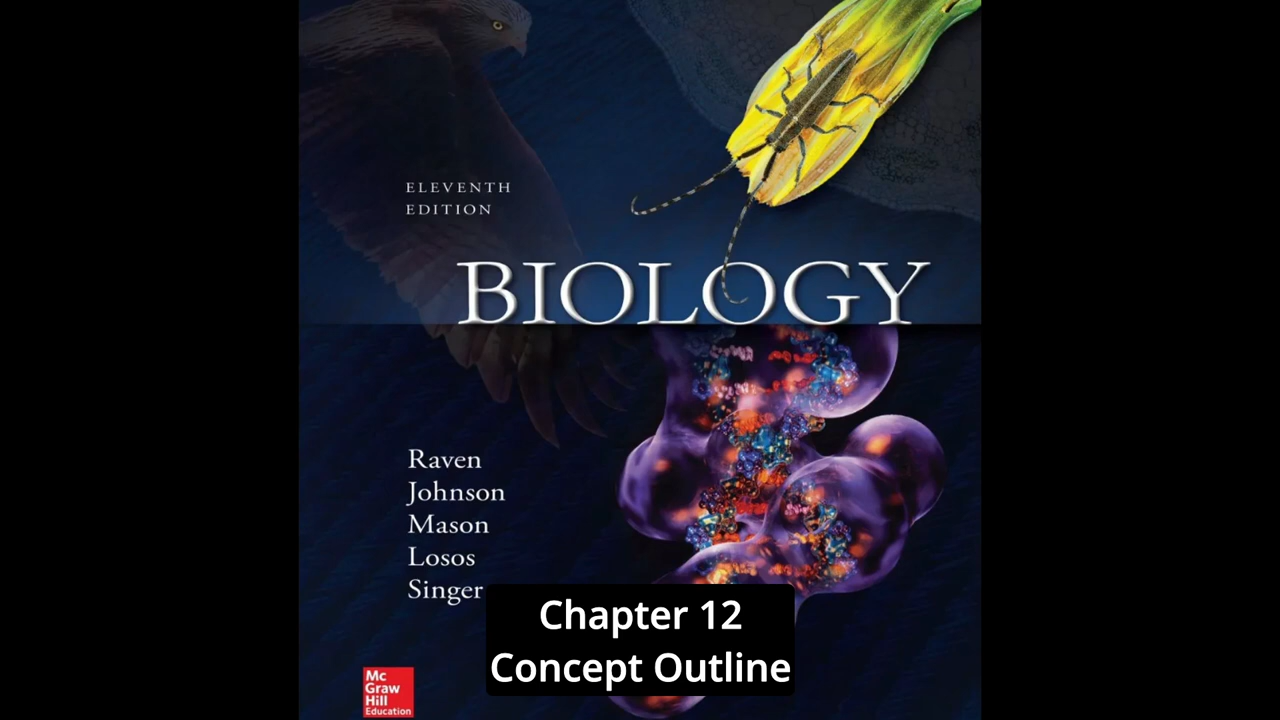 ELEVENTH
EDITION
BIOLOGY
Raven
Johnson
Mason
Losos
Singer
Chapter 12
Concept Outline
Mc
Graw
Hill
Education